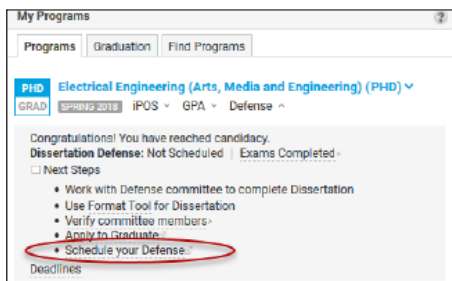 My Programs
Programs Graduation Find Programs
PHD Electrical Engineering (Arts, Media and Engineering) (PHD)
GRAD SPRING 2018 iPOS GPA Defense
Congratulations! You have reached candidacy.
Dissertation Defense: Not Scheduled | Exams Completed
Next Steps
• Work with Defense committee to complete Dissertation
• Use Format Tool for Dissertation
• Verify committee members
• Apply to Graduate
• Schedule your Defense
Deadlines